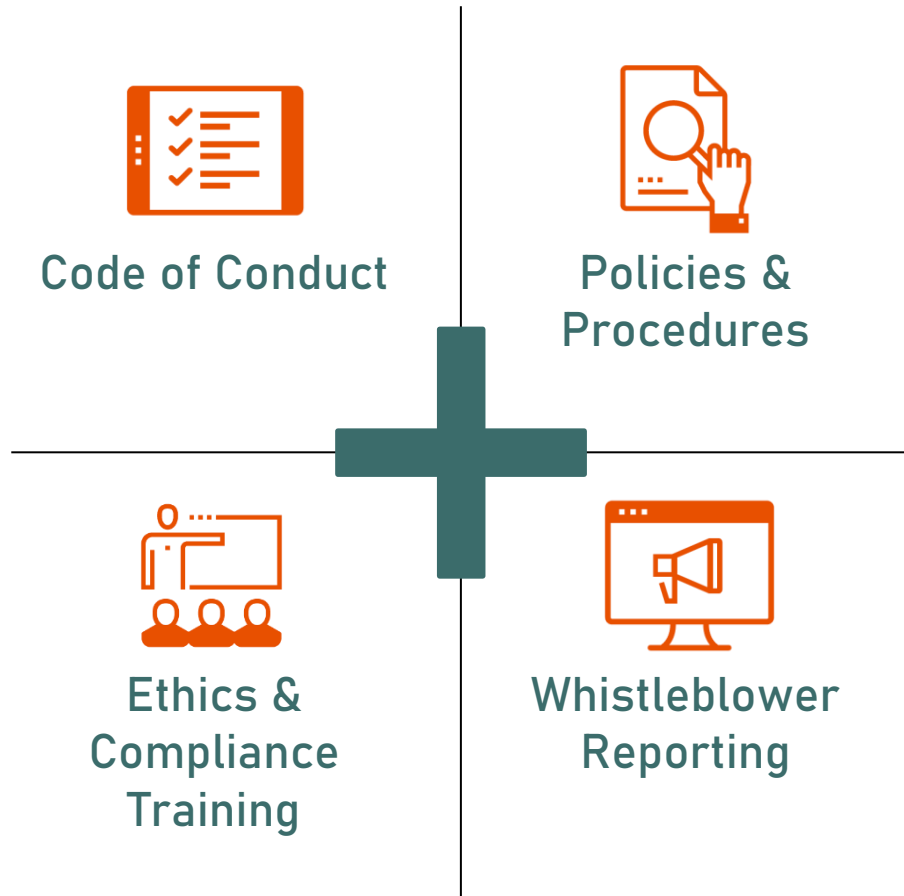 Code of Conduct
Policies &
Procedures
Ethics &
Compliance
Training
Whistleblower
Reporting